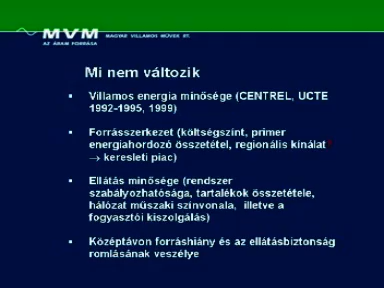 MVM MAGYAR VILLAMOS MŰVEK RT.
AZ ÁRAM FORRÁSA
Mi nem változik
▪ Villamos energia minősége (CENTREL, UCTE
1992-1995, 1999)
▪ Forrásszerkezet (költségszint, primer
energiahordozó összetétel, regionális kínálat?
→ keresleti piac)
▪ Ellátás minősége (rendszer
szabályozhatósága, tartalékok összetétele,
hálózat műszaki színvonala, illetve a
fogyasztói kiszolgálás)
▪ Középtávon forráshiány és az ellátásbiztonság
romlásának veszélye